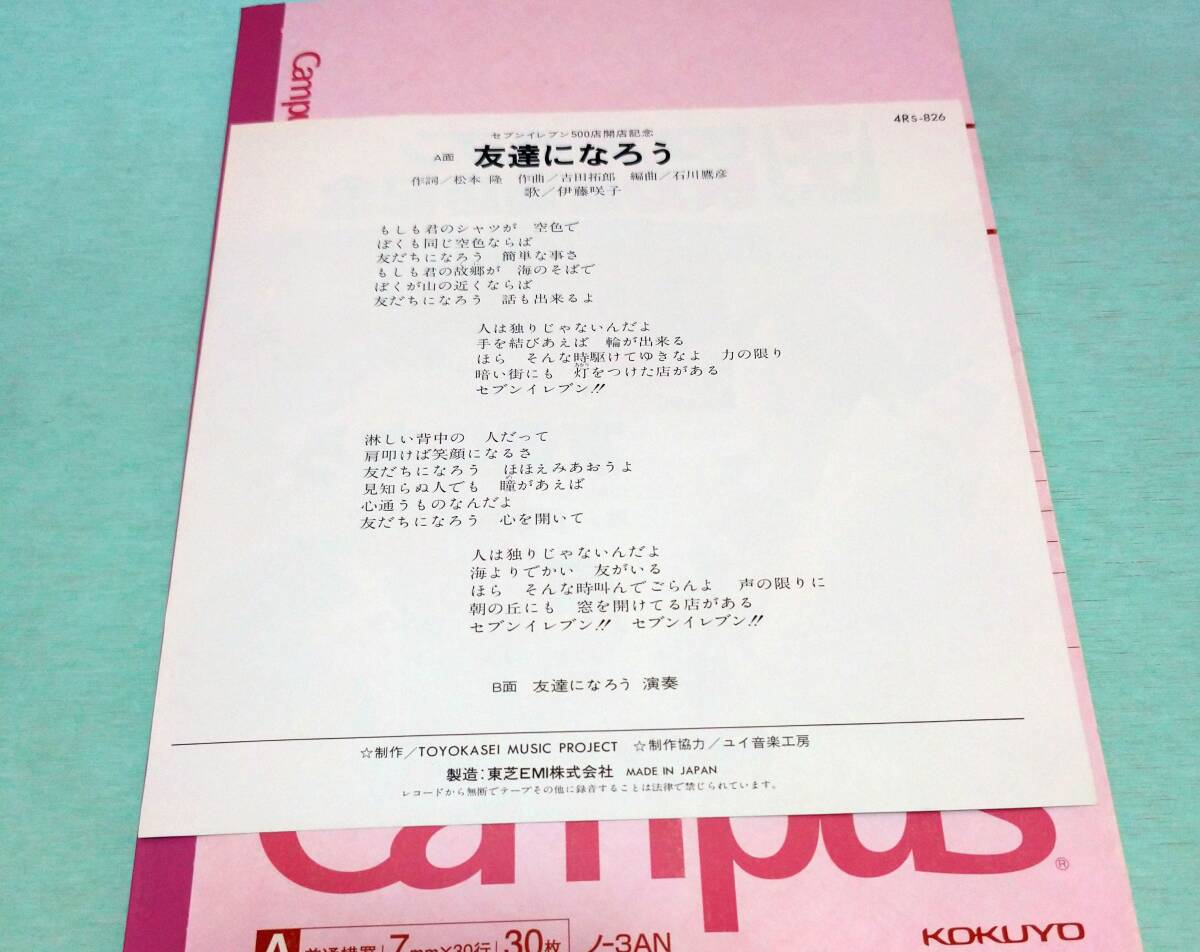 Campu
4RS-826
セブンイレブン500店開店記念
A面 友達になろう
作詞／松本 隆 作曲／吉田拓郎 編曲／石川鷹彦
歌／伊藤咲子
もしも君のシャツが 空色で
ぼくも同じ空色ならば
友だちになろう 簡単な事さ
もしも君の故郷が 海のそばで
ぼくが山の近くならば
友だちになろう 話も出来るよ
人は独りじゃないんだよ
手を結びあえば 輪が出来る
ほら そんな時駆けてゆきなよ 力の限り
暗い街にも 灯をつけた店がある
セブンイレブン!!
淋しい背中の 人だって
肩叩けば笑顔になるさ
友だちになろう ほほえみあおうよ
見知らぬ人でも 瞳があえば
心通うものなんだよ
友だちになろう 心を開いて
人は独りじゃないんだよ
海よりでかい 友がいる
ほら そんな時叫んでごらんよ 声の限りに
朝の丘にも 窓を開けてる店がある
セブンイレブン!! セブンイレブン!!
B面 友達になろう 演奏
☆制作／TOYOKASEI MUSIC PROJECT ☆制作協力／ユイ音楽工房
製造：東芝EMI株式会社 MADE IN JAPAN
レコードから無断でテープその他に録音することは法律で禁じられています。
Campus®
A 普通横罫 7mm×30行 30枚 ノ-3AN
KOKUYO